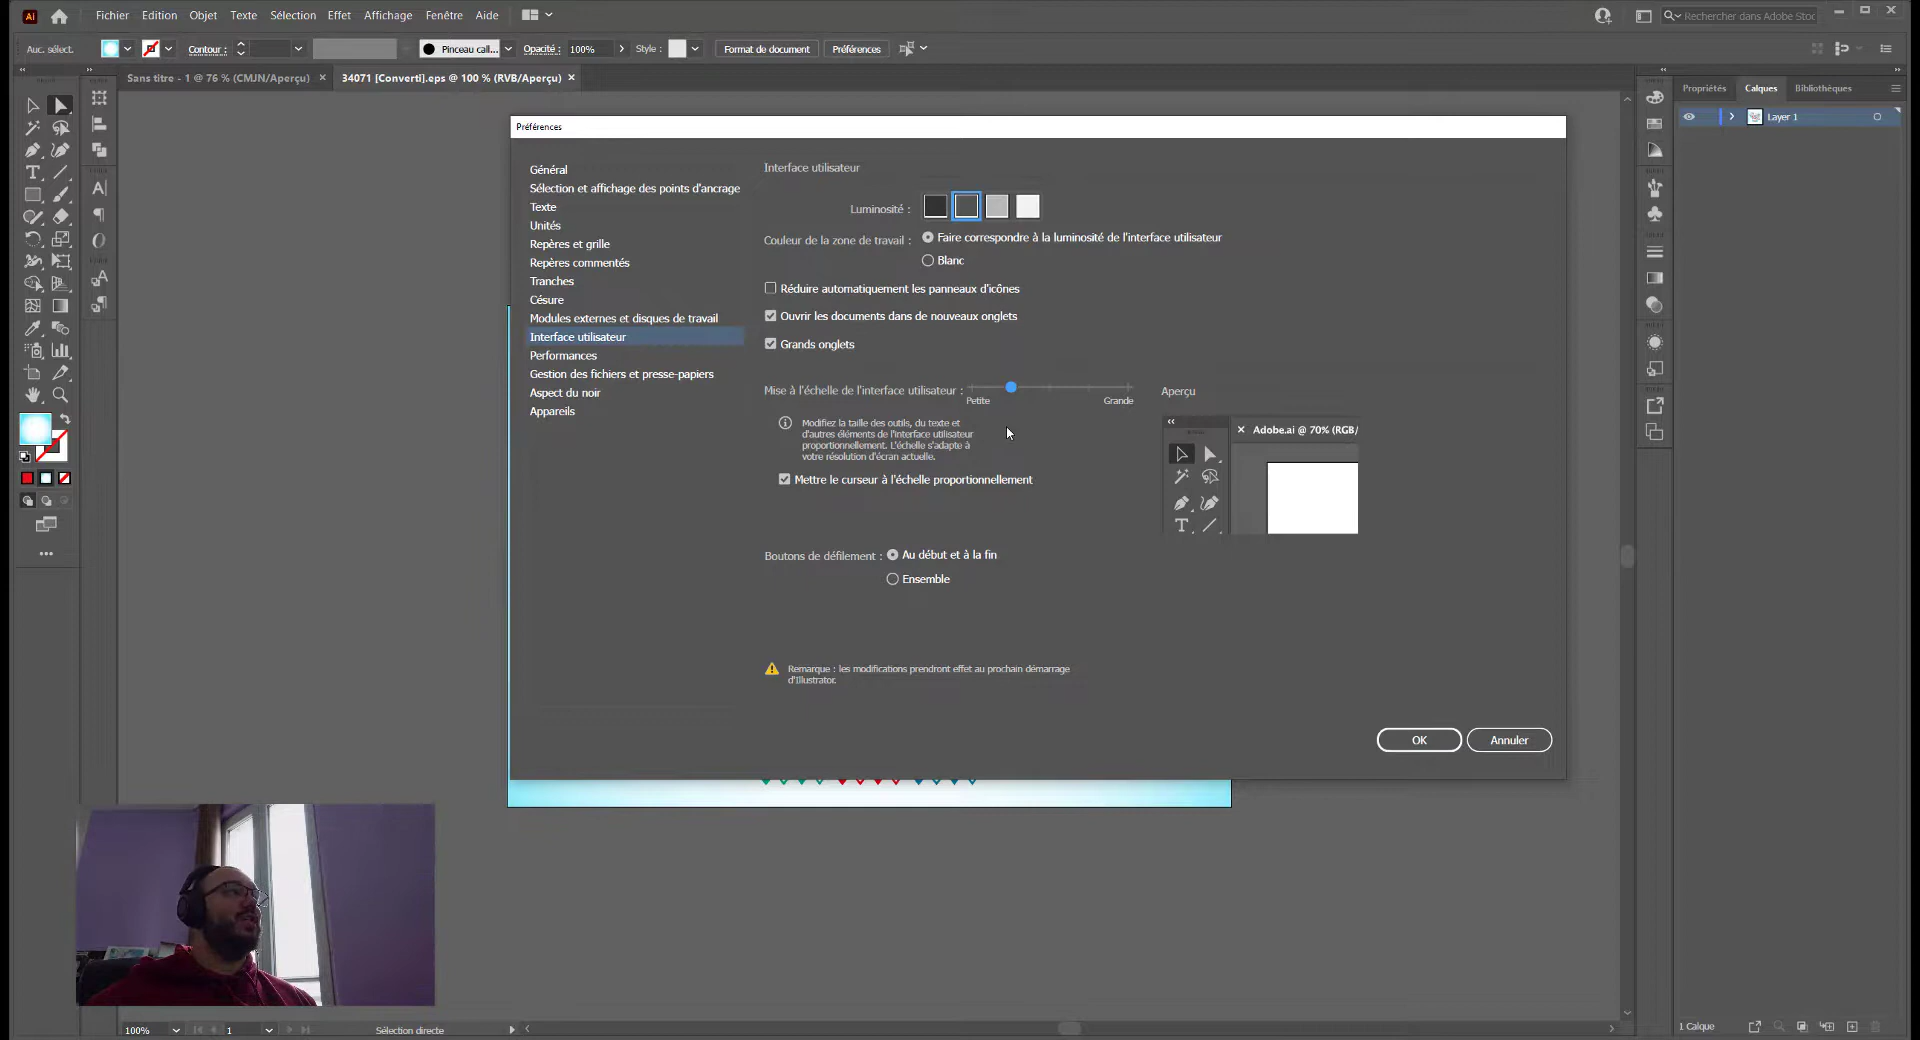 Ai Fichier Edition Objet Texte Sélection Effet Affichage Fenêtre Aide Rechercher dans Adobe Stoc
Auc. sélect. Contour : Pinceau call... Opacité : 100% Style : Format de document Préférences
Sans titre - 1 @ 76 % (CMJN/Aperçu) 34071 [Converti].eps @ 100 % (RVB/Aperçu)
Propriétés Calques Bibliothèques
Layer 1
Préférences
Général
Sélection et affichage des points d'ancrage
Texte
Unités
Repères et grille
Repères commentés
Tranches
Césure
Modules externes et disques de travail
Interface utilisateur
Performances
Gestion des fichiers et presse-papiers
Aspect du noir
Appareils
Interface utilisateur
Luminosité :
Couleur de la zone de travail : Faire correspondre à la luminosité de l'interface utilisateur
Blanc
Réduire automatiquement les panneaux d'icônes
Ouvrir les documents dans de nouveaux onglets
Grands onglets
Mise à l'échelle de l'interface utilisateur :
Petite Grande
Modifiez la taille des outils, du texte et
d'autres éléments de l'interface utilisateur
proportionnellement. L'échelle s'adapte à
votre résolution d'écran actuelle.
Mettre le curseur à l'échelle proportionnellement
Aperçu
Adobe.ai @ 70% (RGB/
Boutons de défilement : Au début et à la fin
Ensemble
Remarque : les modifications prendront effet au prochain démarrage
d'Illustrator.
OK Annuler
100% 1 Sélection directe
1 Calque